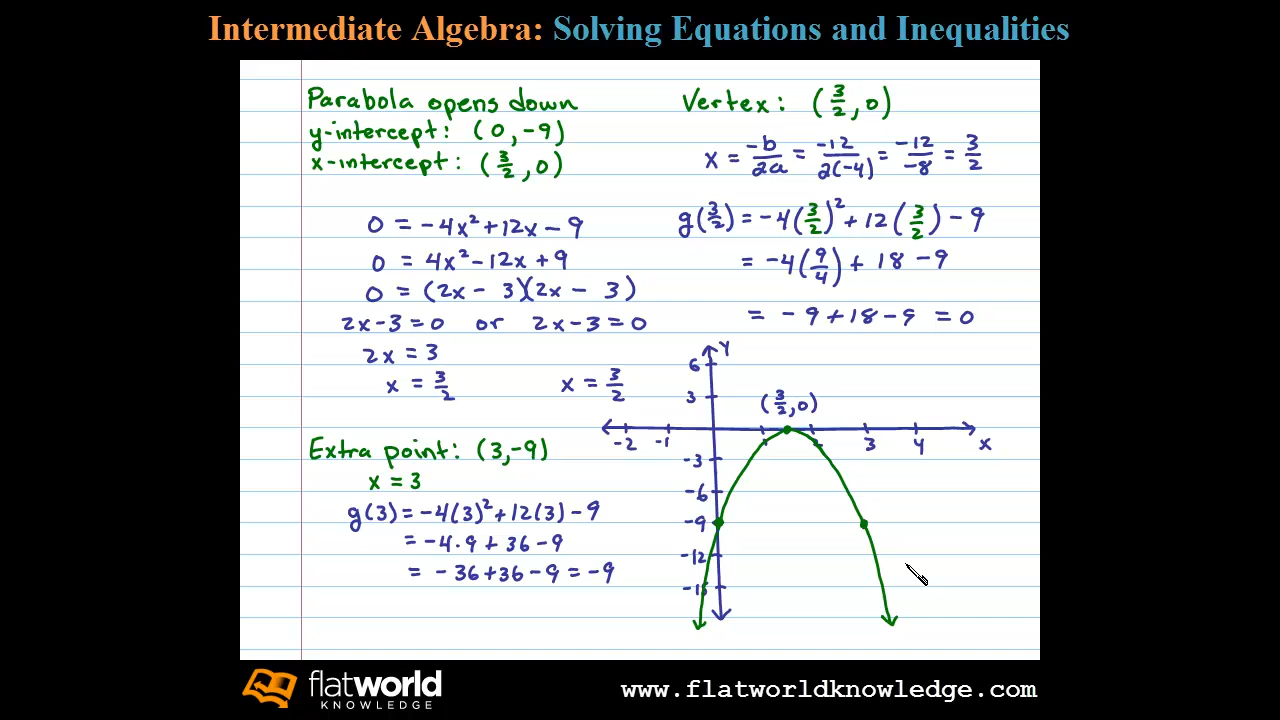 Intermediate Algebra: Solving Equations and Inequalities
Parabola opens down
y-intercept: (0, -9)
x-intercept: (3/2, 0)
0 = -4x² + 12x - 9
0 = 4x² - 12x + 9
0 = (2x - 3)(2x - 3)
2x - 3 = 0 or 2x - 3 = 0
2x = 3
x = 3/2 x = 3/2
Extra point: (3, -9)
x = 3
g(3) = -4(3)² + 12(3) - 9
= -4·9 + 36 - 9
= -36 + 36 - 9 = -9
Vertex: (3/2, 0)
x = -b/2a = -12/2(-4) = -12/-8 = 3/2
g(3/2) = -4(3/2)² + 12(3/2) - 9
= -4(9/4) + 18 - 9
= -9 + 18 - 9 = 0
Y
6
3
(3/2, 0)
-2 -1 1 2 3 4 X
-3
-6
-9
-12
-15
flatworld
KNOWLEDGE
www.flatworldknowledge.com